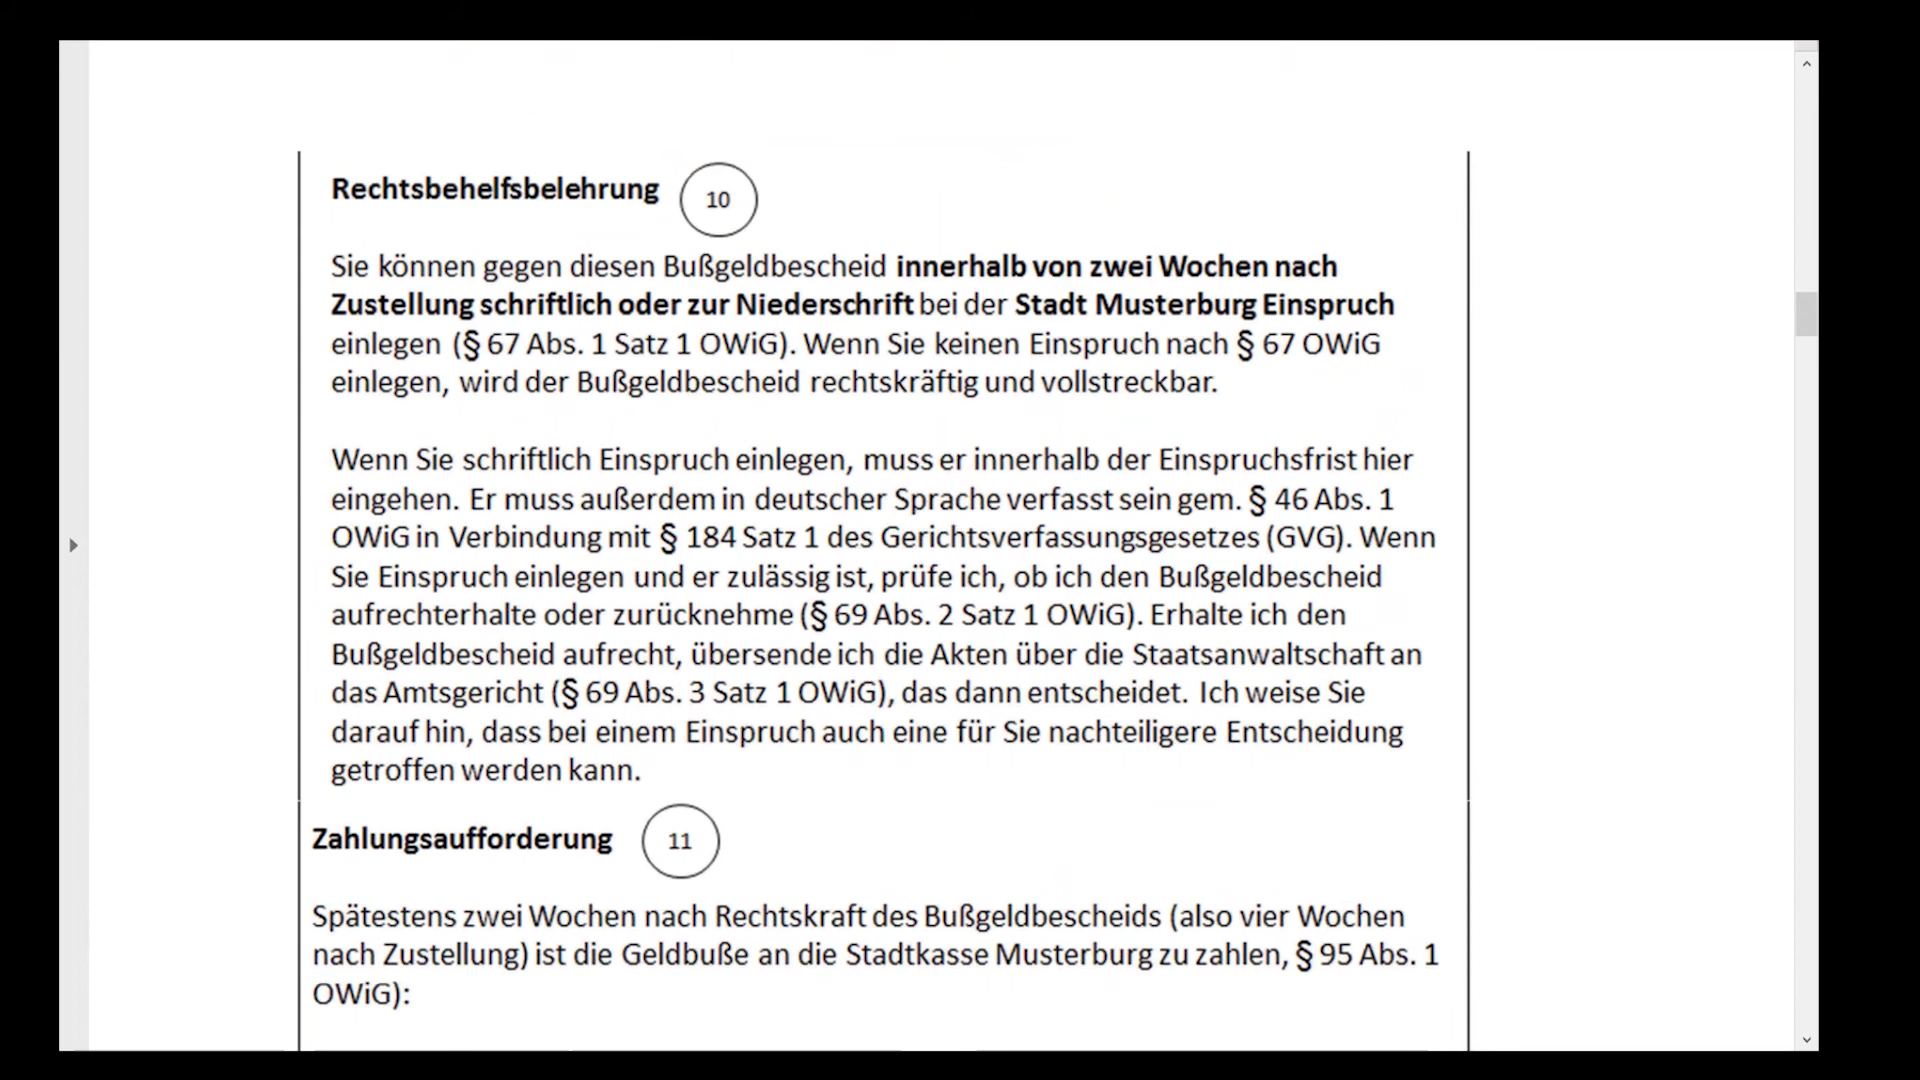 Rechtsbehelfsbelehrung 10
Sie können gegen diesen Bußgeldbescheid innerhalb von zwei Wochen nach
Zustellung schriftlich oder zur Niederschrift bei der Stadt Musterburg Einspruch
einlegen (§ 67 Abs. 1 Satz 1 OWiG). Wenn Sie keinen Einspruch nach § 67 OWiG
einlegen, wird der Bußgeldbescheid rechtskräftig und vollstreckbar.
Wenn Sie schriftlich Einspruch einlegen, muss er innerhalb der Einspruchsfrist hier
eingehen. Er muss außerdem in deutscher Sprache verfasst sein gem. § 46 Abs. 1
OWiG in Verbindung mit § 184 Satz 1 des Gerichtsverfassungsgesetzes (GVG). Wenn
Sie Einspruch einlegen und er zulässig ist, prüfe ich, ob ich den Bußgeldbescheid
aufrechterhalte oder zurücknehme (§ 69 Abs. 2 Satz 1 OWiG). Erhalte ich den
Bußgeldbescheid aufrecht, übersende ich die Akten über die Staatsanwaltschaft an
das Amtsgericht (§ 69 Abs. 3 Satz 1 OWiG), das dann entscheidet. Ich weise Sie
darauf hin, dass bei einem Einspruch auch eine für Sie nachteiligere Entscheidung
getroffen werden kann.
Zahlungsaufforderung 11
Spätestens zwei Wochen nach Rechtskraft des Bußgeldbescheids (also vier Wochen
nach Zustellung) ist die Geldbuße an die Stadtkasse Musterburg zu zahlen, § 95 Abs. 1
OWiG):